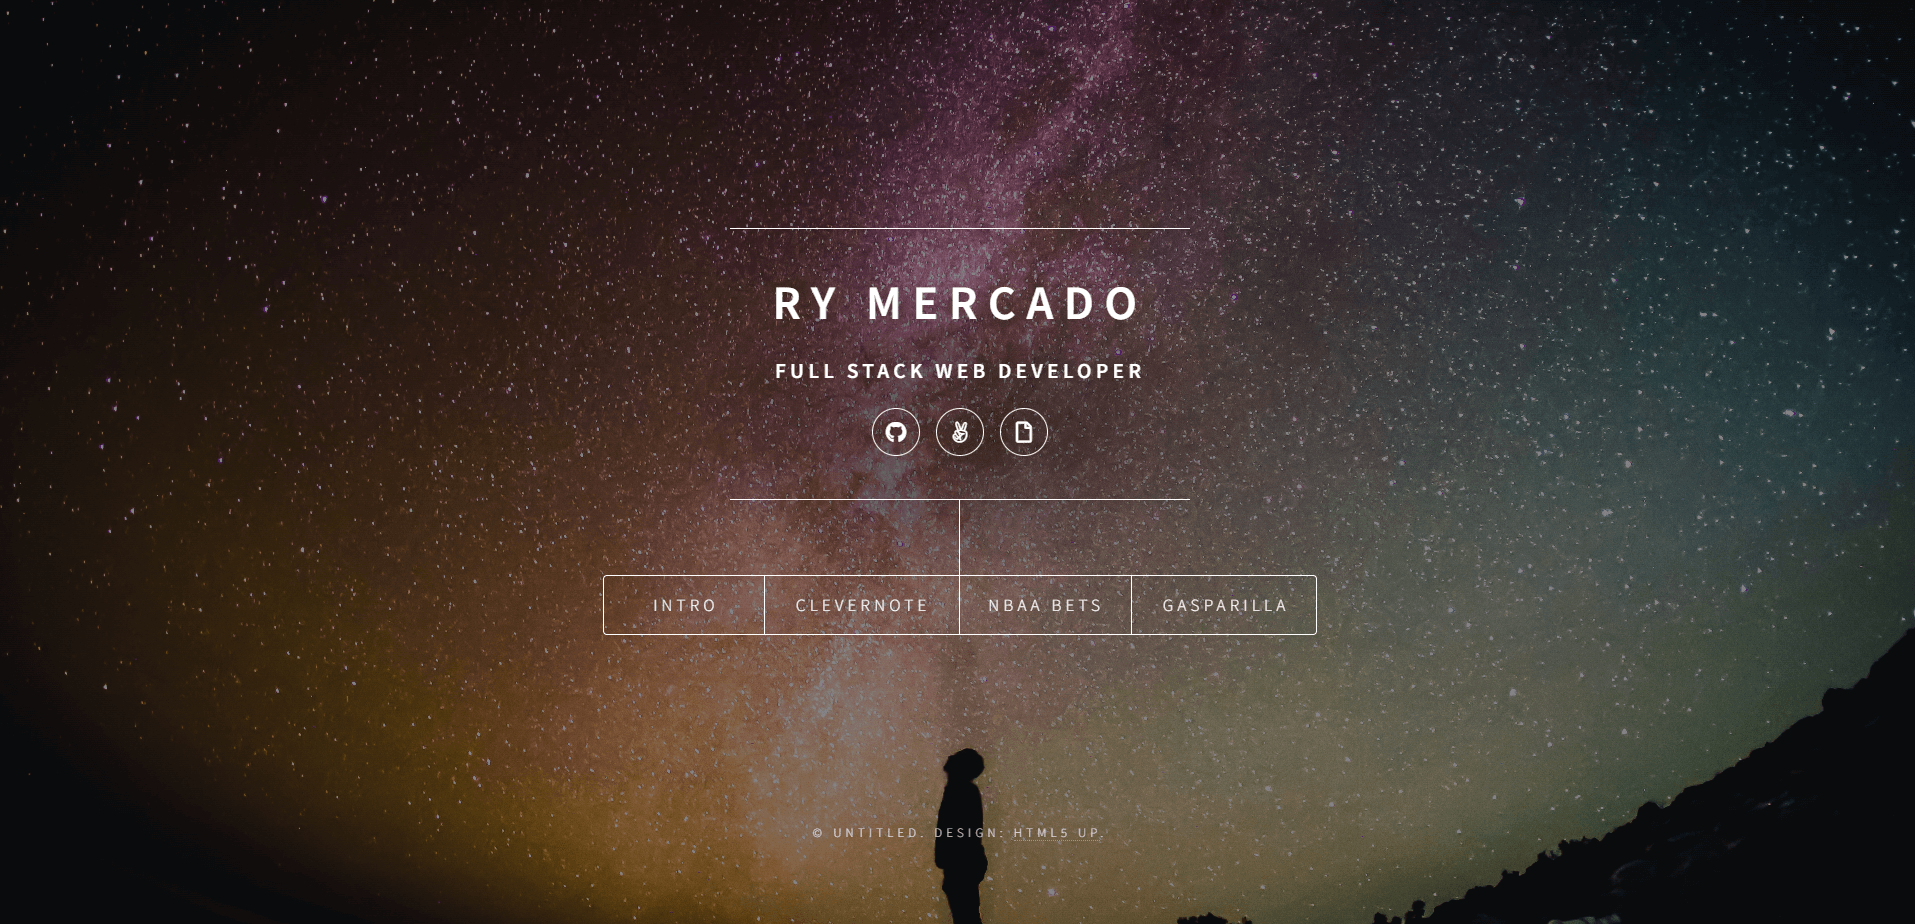 RY MERCADO
FULL STACK WEB DEVELOPER
INTRO CLEVERNOTE NBAA BETS GASPARILLA
© UNTITLED. DESIGN: HTML5 UP.